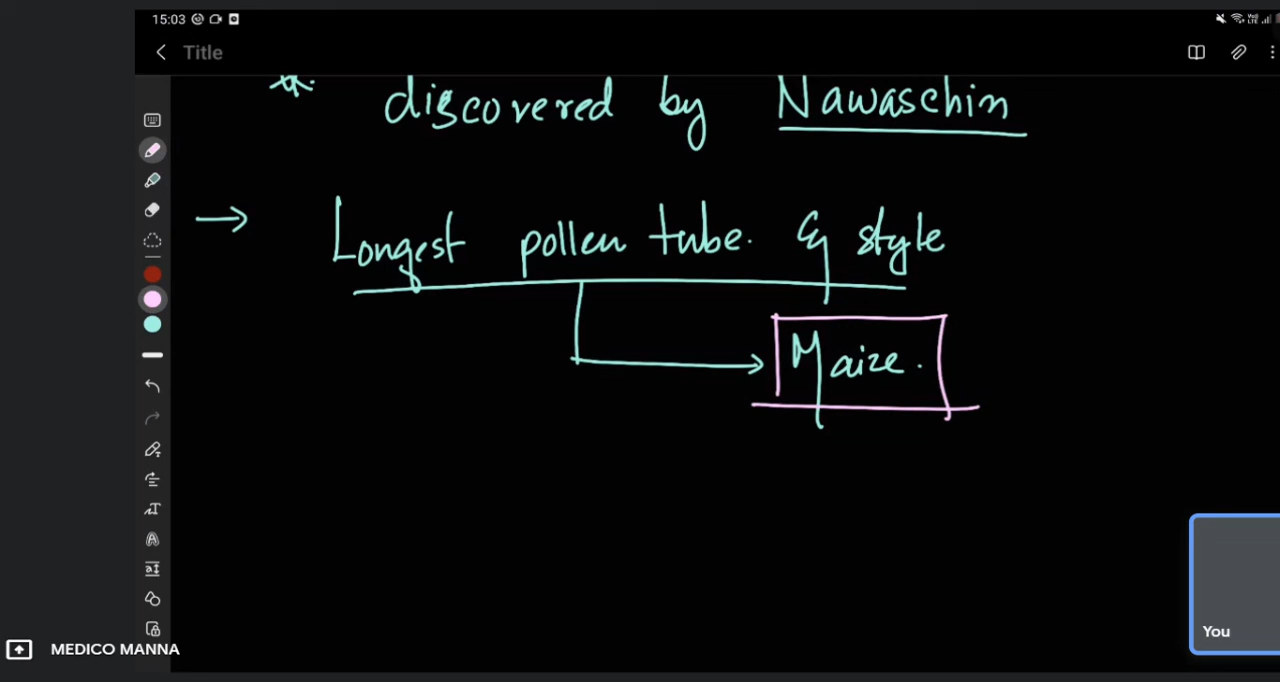 15:03
Title
discovered by Nawaschin
→ Longest pollen tube. & style
Maize.
You
MEDICO MANNA